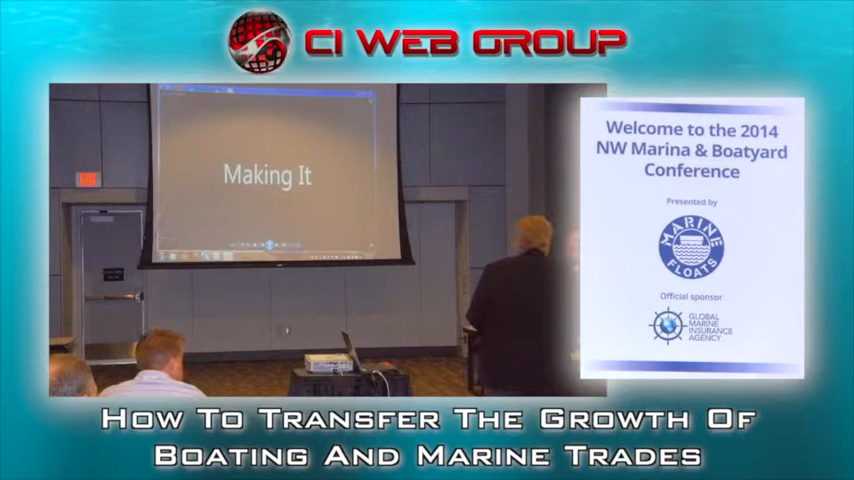 CI WEB GROUP
Making It
EXIT
Welcome to the 2014
NW Marina & Boatyard
Conference
Presented by
MARINE
FLOATS
Official sponsor
GLOBAL
MARINE
INSURANCE
AGENCY
HOW TO TRANSFER THE GROWTH OF
BOATING AND MARINE TRADES